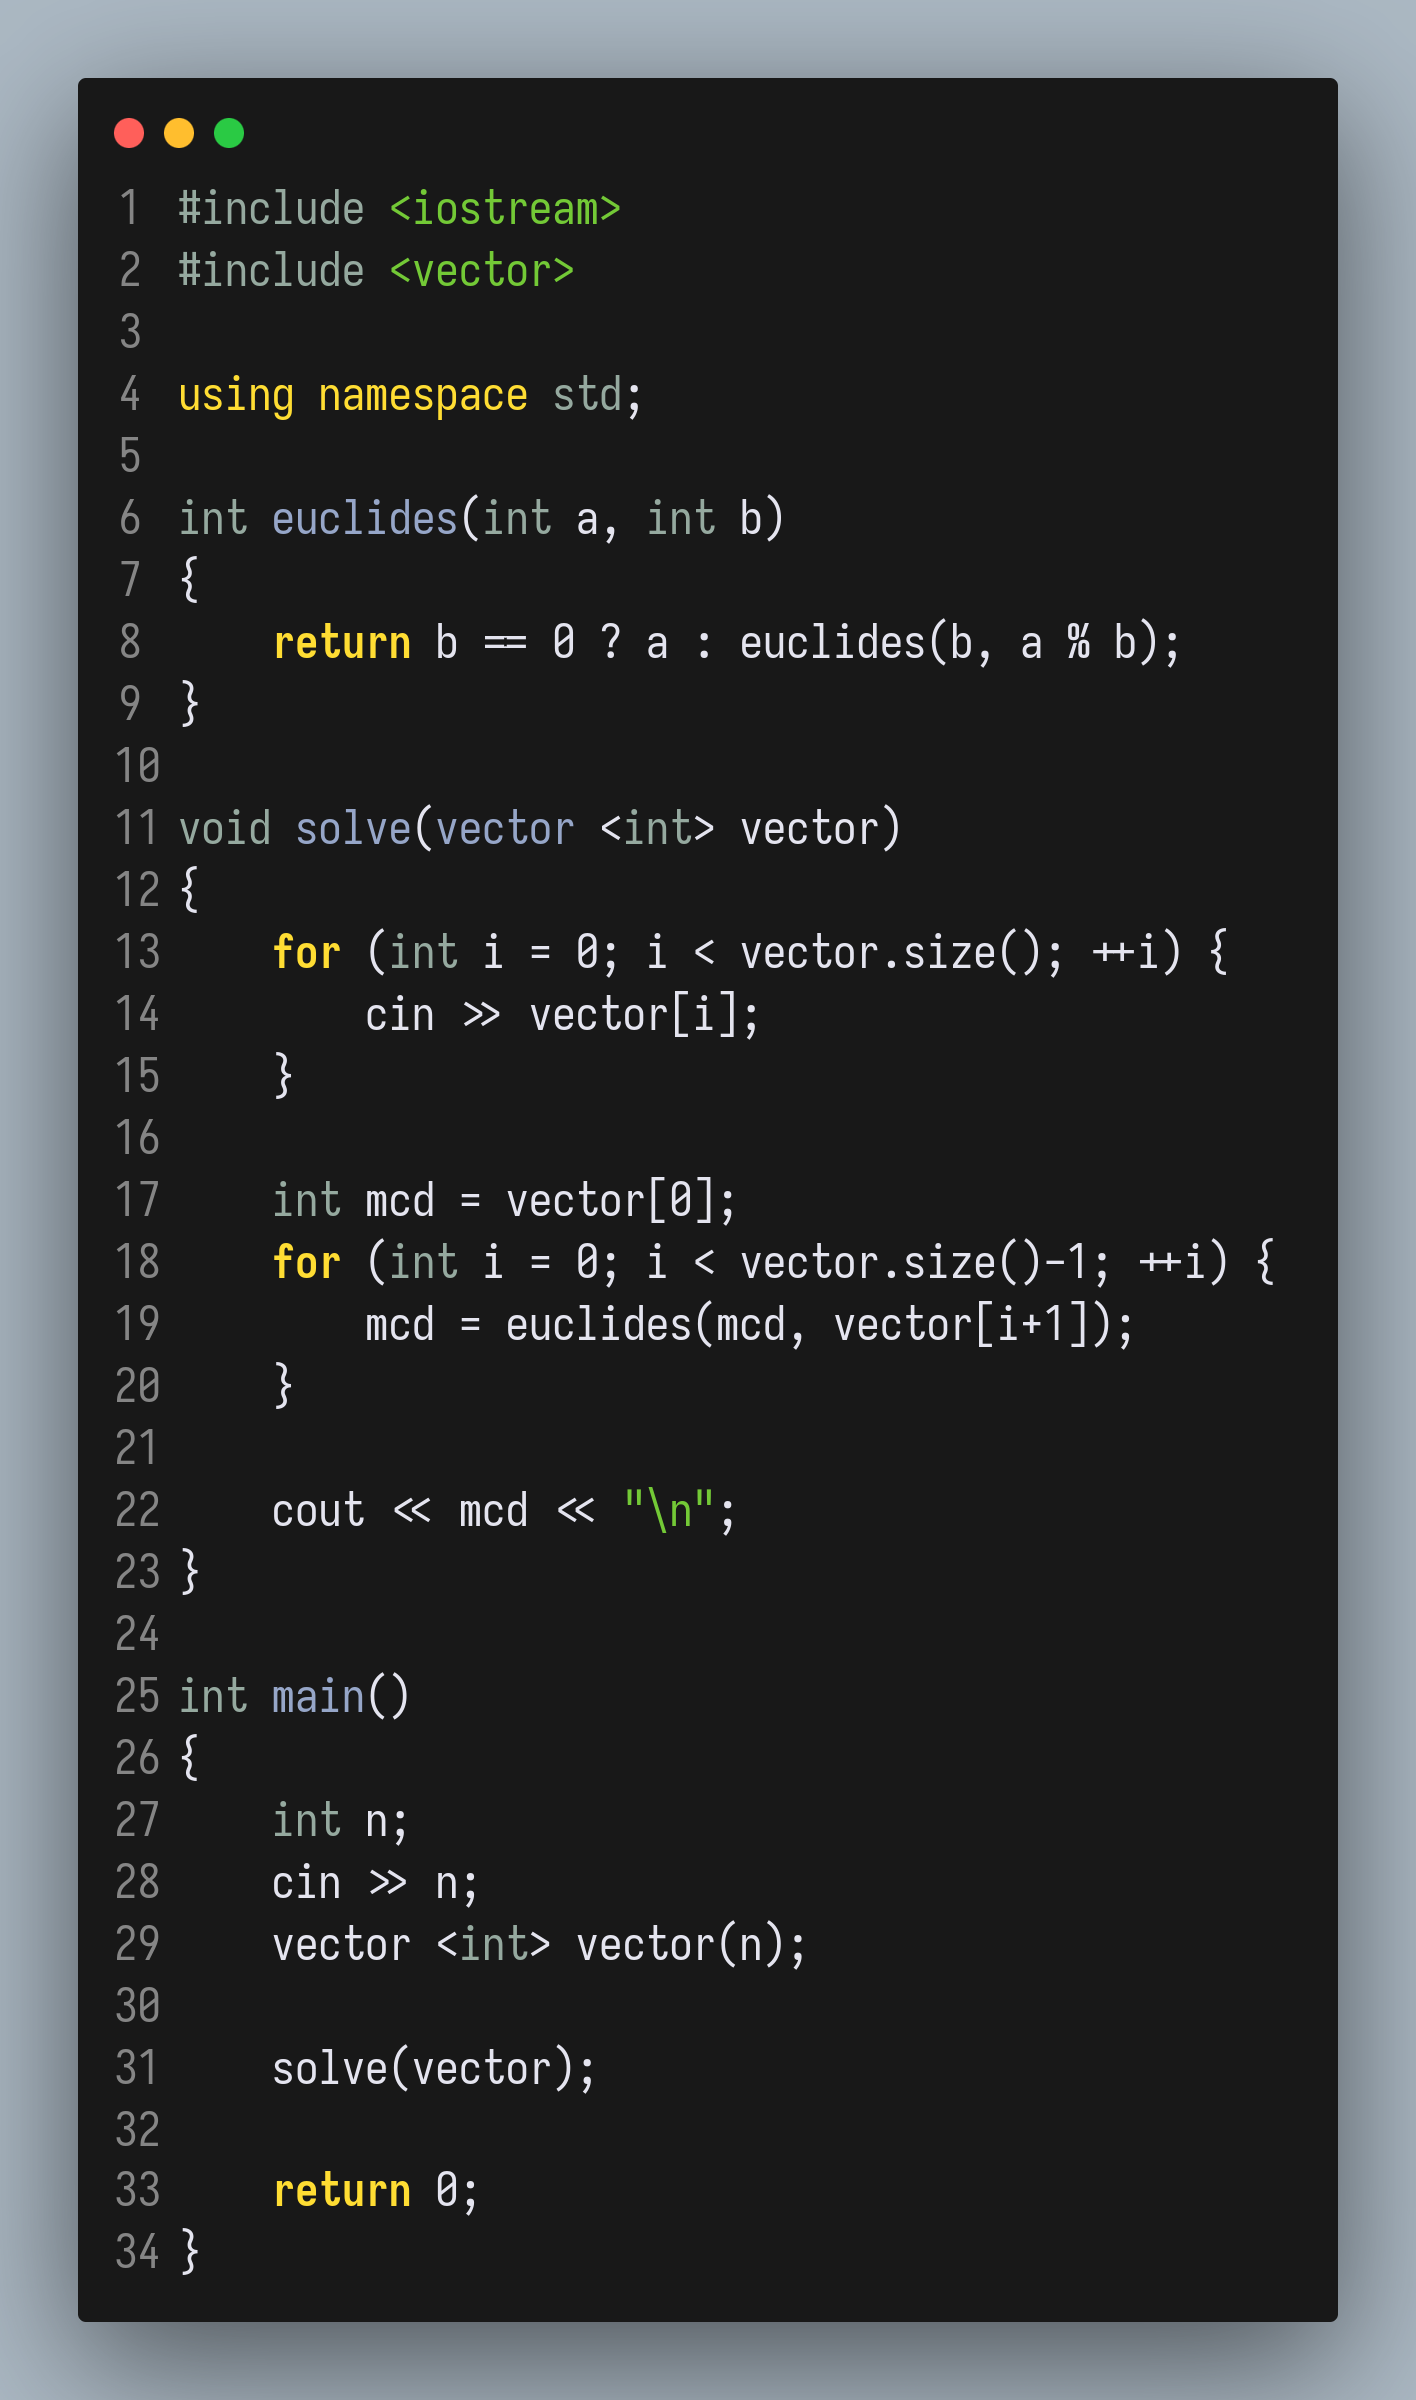 1 #include <iostream>
2 #include <vector>
3
4 using namespace std;
5
6 int euclides(int a, int b)
7 {
8     return b == 0 ? a : euclides(b, a % b);
9 }
10
11 void solve(vector <int> vector)
12 {
13     for (int i = 0; i < vector.size(); ++i) {
14         cin >> vector[i];
15     }
16
17     int mcd = vector[0];
18     for (int i = 0; i < vector.size()-1; ++i) {
19         mcd = euclides(mcd, vector[i+1]);
20     }
21
22     cout << mcd << "\n";
23 }
24
25 int main()
26 {
27     int n;
28     cin >> n;
29     vector <int> vector(n);
30
31     solve(vector);
32
33     return 0;
34 }